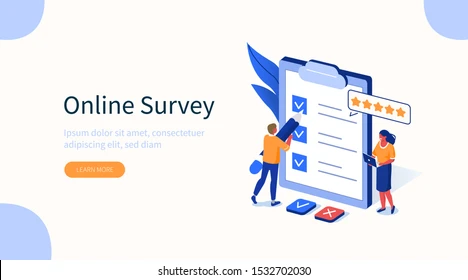 Online Survey
Ipsum dolor sit amet, consectetuer
adipiscing elit, sed diam
LEARN MORE
shutterstock.com · 1532702030